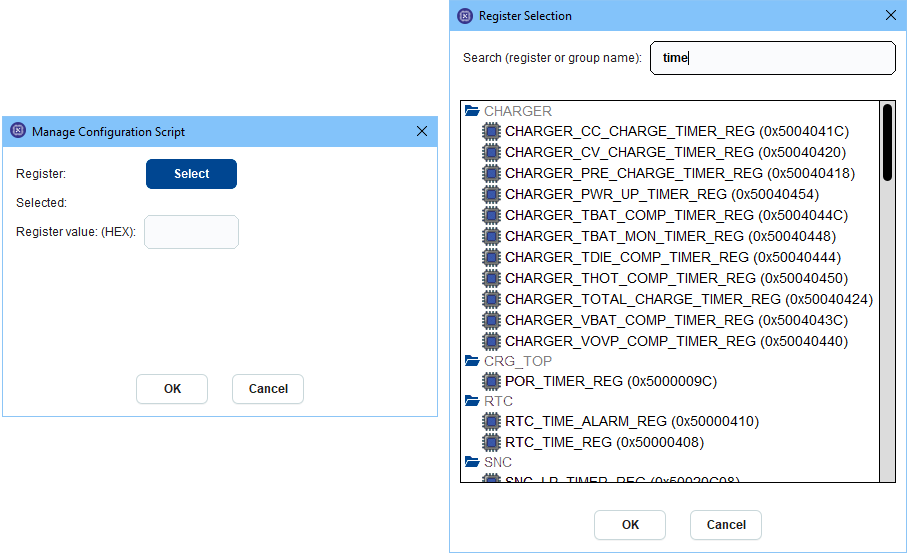 Manage Configuration Script
Register:
Select
Selected:
Register value: (HEX):
OK
Cancel
Register Selection
Search (register or group name):
time
CHARGER
CHARGER_CC_CHARGE_TIMER_REG (0x5004041C)
CHARGER_CV_CHARGE_TIMER_REG (0x50040420)
CHARGER_PRE_CHARGE_TIMER_REG (0x50040418)
CHARGER_PWR_UP_TIMER_REG (0x50040454)
CHARGER_TBAT_COMP_TIMER_REG (0x5004044C)
CHARGER_TBAT_MON_TIMER_REG (0x50040448)
CHARGER_TDIE_COMP_TIMER_REG (0x50040444)
CHARGER_THOT_COMP_TIMER_REG (0x50040450)
CHARGER_TOTAL_CHARGE_TIMER_REG (0x50040424)
CHARGER_VBAT_COMP_TIMER_REG (0x5004043C)
CHARGER_VOVP_COMP_TIMER_REG (0x50040440)
CRG_TOP
POR_TIMER_REG (0x5000009C)
RTC
RTC_TIME_ALARM_REG (0x50000410)
RTC_TIME_REG (0x50000408)
SNC
SNC_LP_TIMER_REG (0x50020C08)
OK
Cancel